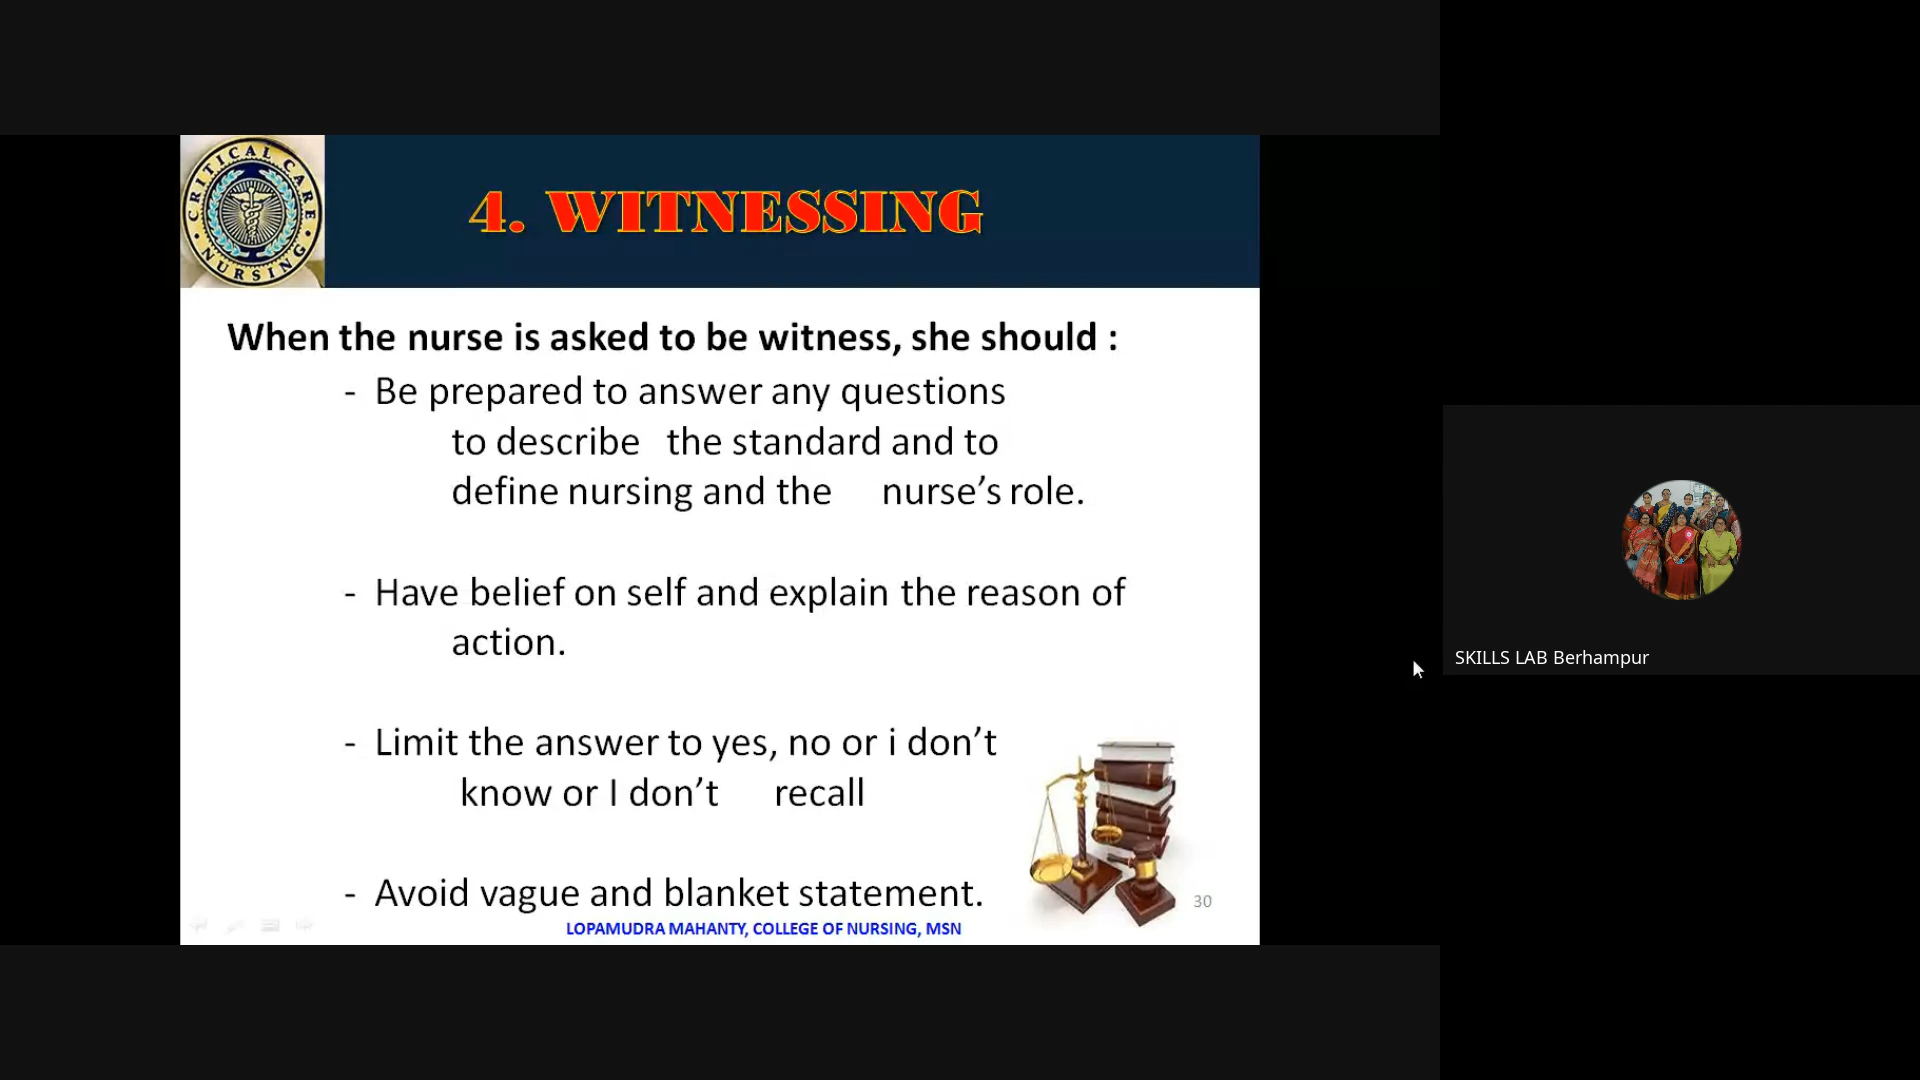 CRITICAL CARE
NURSING
4. WITNESSING
When the nurse is asked to be witness, she should :
- Be prepared to answer any questions
to describe the standard and to
define nursing and the nurse’s role.
- Have belief on self and explain the reason of
action.
- Limit the answer to yes, no or i don’t
know or I don’t recall
- Avoid vague and blanket statement.
30
LOPAMUDRA MAHANTY, COLLEGE OF NURSING, MSN
SKILLS LAB Berhampur